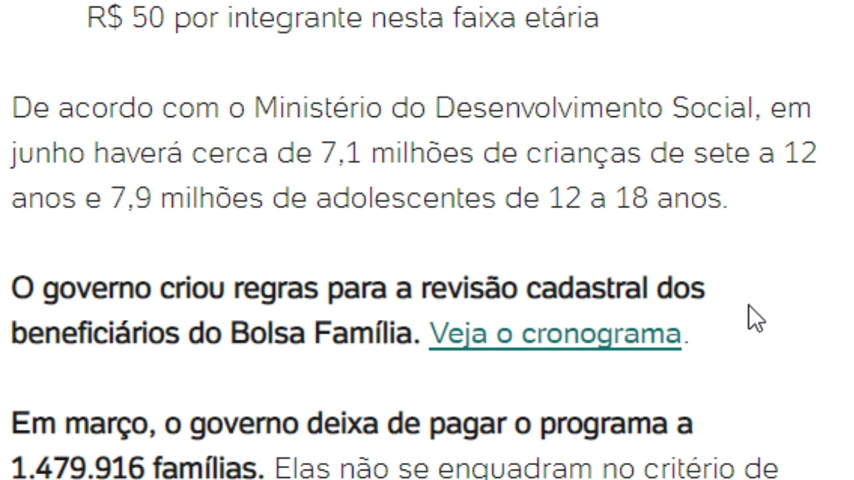 R$ 50 por integrante nesta faixa etária
De acordo com o Ministério do Desenvolvimento Social, em
junho haverá cerca de 7,1 milhões de crianças de sete a 12
anos e 7,9 milhões de adolescentes de 12 a 18 anos.
O governo criou regras para a revisão cadastral dos
beneficiários do Bolsa Família. Veja o cronograma.
Em março, o governo deixa de pagar o programa a
1.479.916 famílias. Elas não se enquadram no critério de